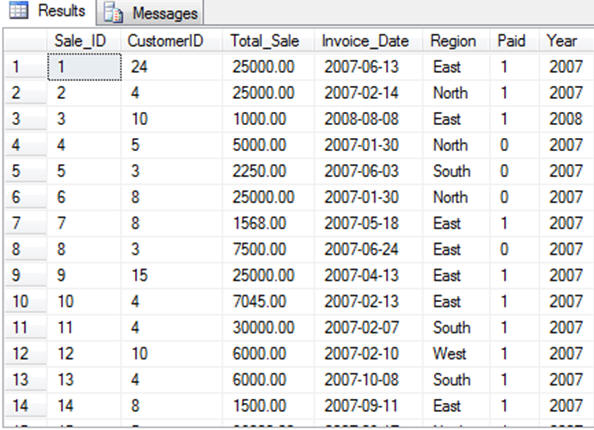 Results Messages
Sale_ID CustomerID Total_Sale Invoice_Date Region Paid Year
1 1 24 25000.00 2007-06-13 East 1 2007
2 2 4 25000.00 2007-02-14 North 1 2007
3 3 10 1000.00 2008-08-08 East 1 2008
4 4 5 5000.00 2007-01-30 North 0 2007
5 5 3 2250.00 2007-06-03 South 0 2007
6 6 8 25000.00 2007-01-30 North 0 2007
7 7 8 1568.00 2007-05-18 East 1 2007
8 8 3 7500.00 2007-06-24 East 0 2007
9 9 15 25000.00 2007-04-13 East 1 2007
10 10 4 7045.00 2007-02-13 East 1 2007
11 11 4 30000.00 2007-02-07 South 1 2007
12 12 10 6000.00 2007-02-10 West 1 2007
13 13 4 6000.00 2007-10-08 South 1 2007
14 14 8 1500.00 2007-09-11 East 1 2007